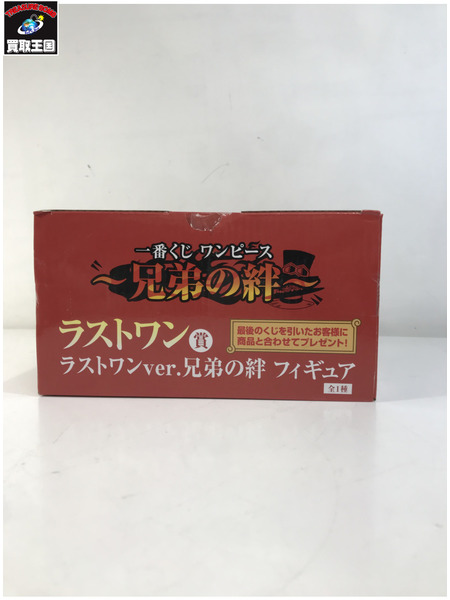 買取王国
一番くじ ワンピース
～兄弟の絆～
ラストワン賞
最後のくじを引いたお客様に
商品と合わせてプレゼント!
ラストワンver.兄弟の絆 フィギュア
全1種